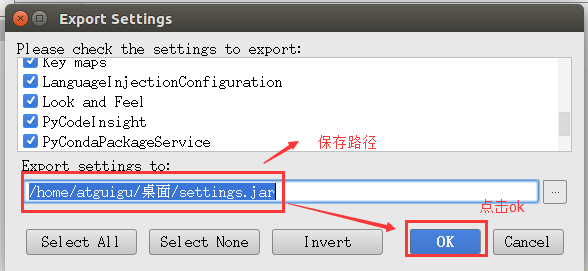 Export Settings
Please check the settings to export:
Key maps
LanguageInjectionConfiguration
Look and Feel
PyCodeInsight
PyCondaPackageService
保存路径
Export settings to:
/home/atguigu/桌面/settings.jar
...
点击ok
Select All
Select None
Invert
OK
Cancel